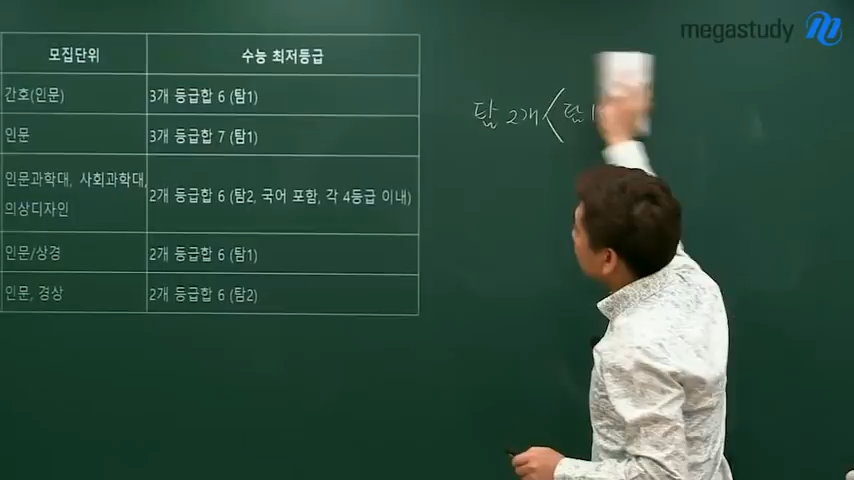 megastudy
모집단위 수능 최저등급
간호(인문) 3개 등급합 6 (탐1)
인문 3개 등급합 7 (탐1)
인문과학대, 사회과학대,
의상디자인 2개 등급합 6 (탐2, 국어 포함, 각 4등급 이내)
인문/상경 2개 등급합 6 (탐1)
인문, 경상 2개 등급합 6 (탐2)
탐 2개 탐 1